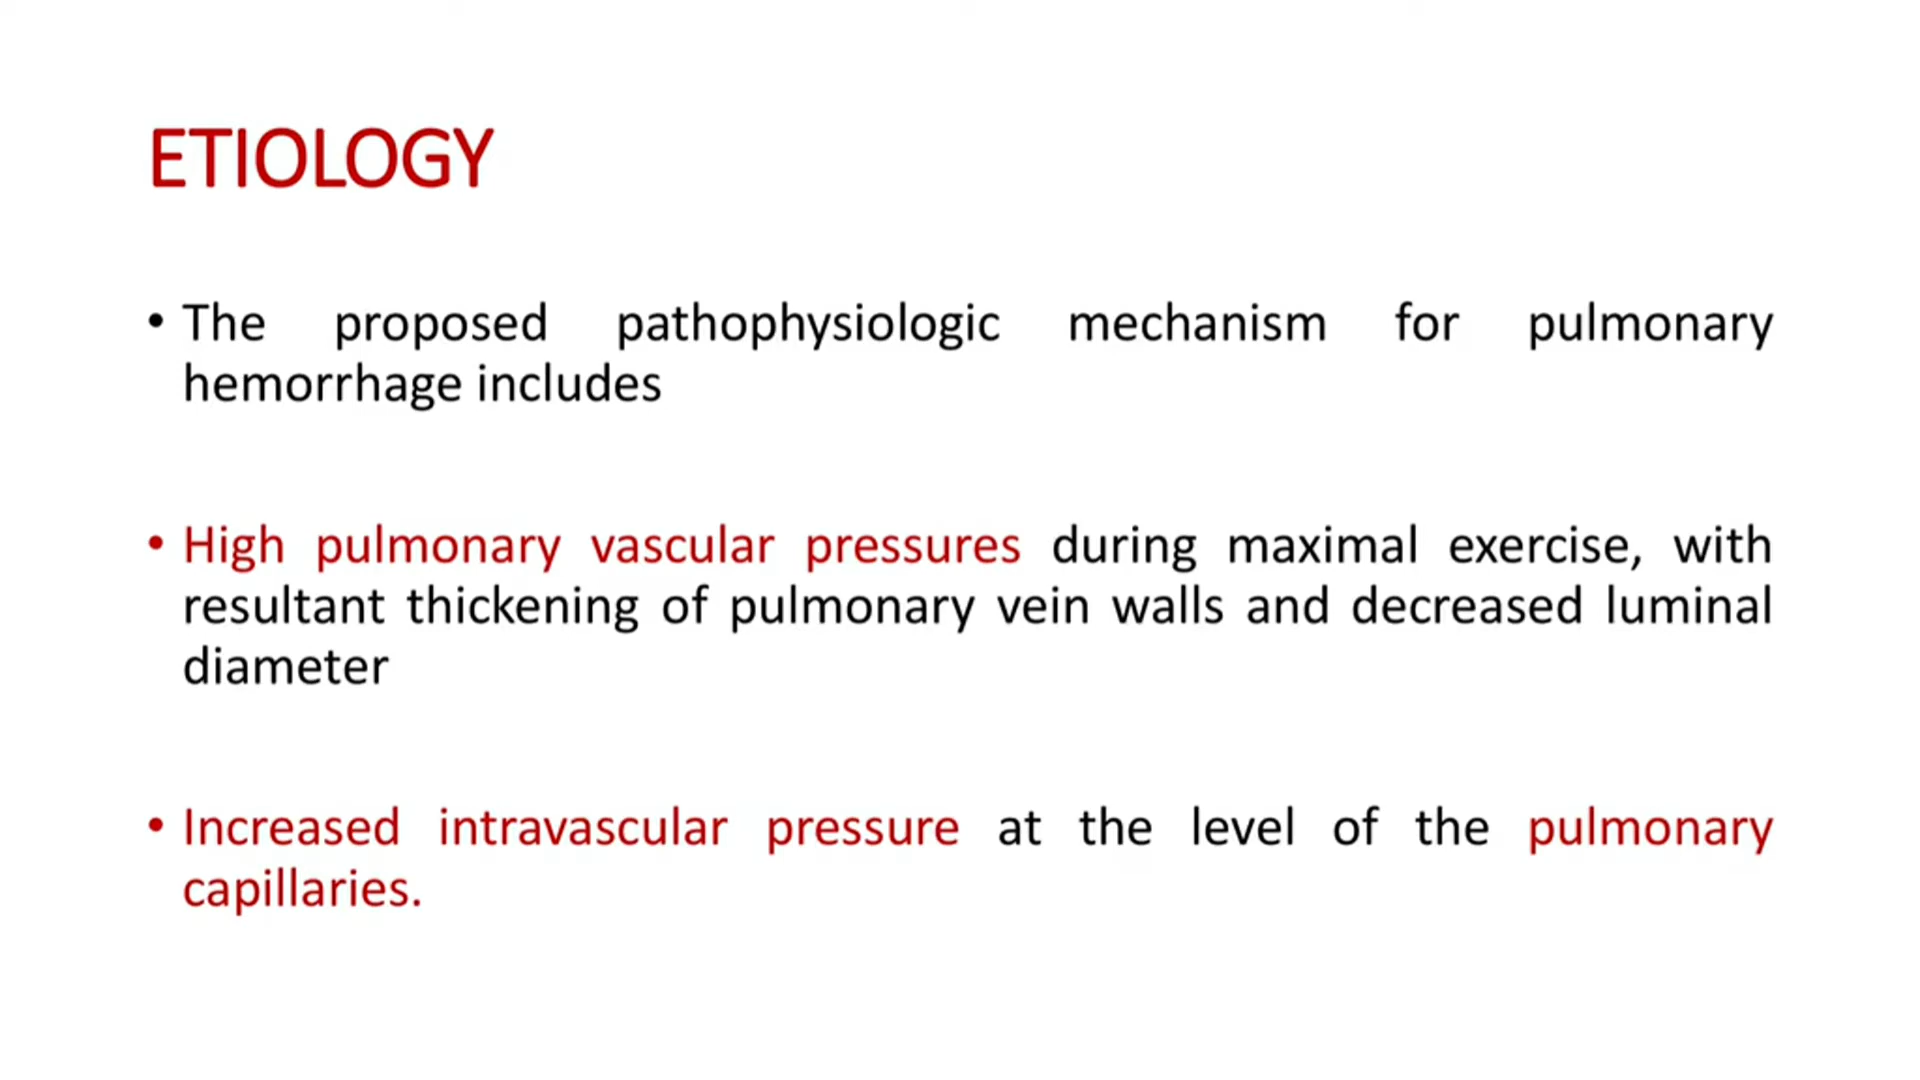 ETIOLOGY
• The proposed pathophysiologic mechanism for pulmonary
hemorrhage includes
• High pulmonary vascular pressures during maximal exercise, with
resultant thickening of pulmonary vein walls and decreased luminal
diameter
• Increased intravascular pressure at the level of the pulmonary
capillaries.